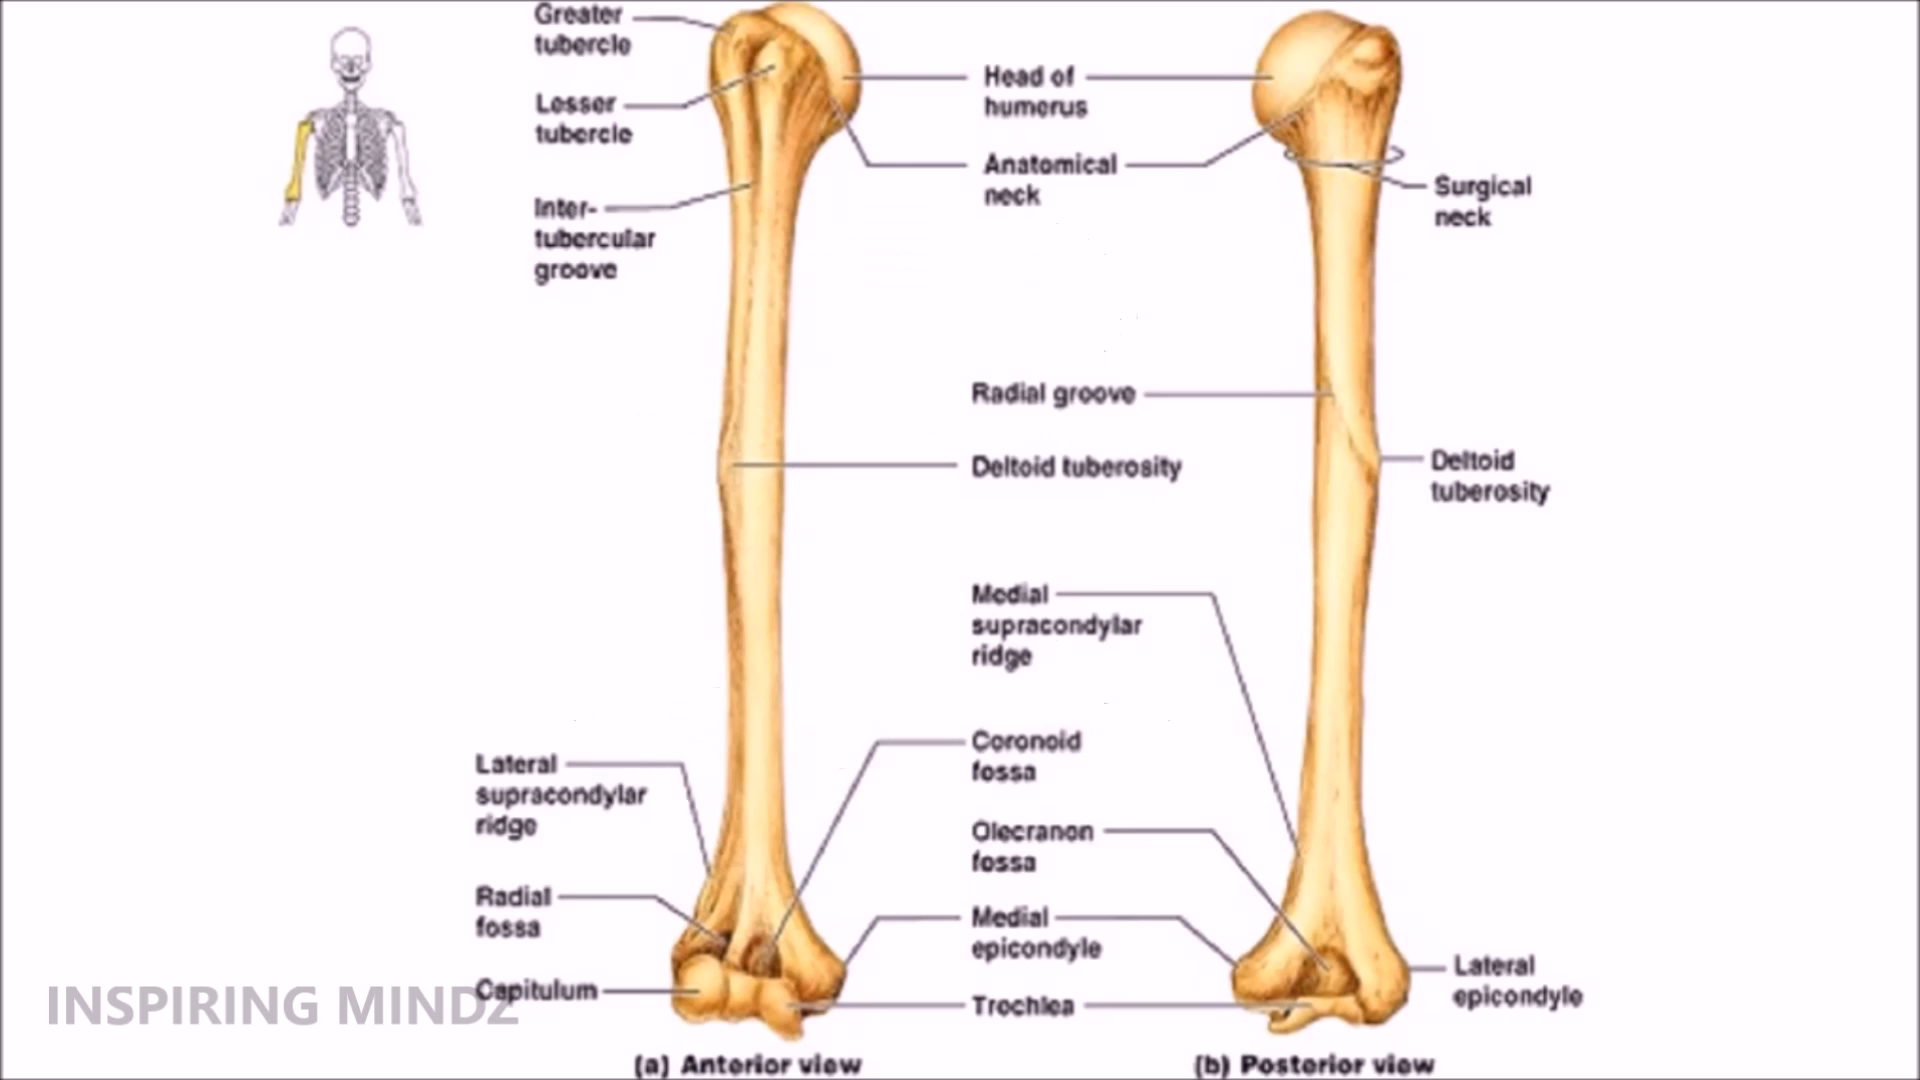 Greater
tubercle
Lesser
tubercle
Inter-
tubercular
groove
Head of
humerus
Anatomical
neck
Surgical
neck
Radial groove
Deltoid tuberosity
Deltoid
tuberosity
Medial
supracondylar
ridge
Lateral
supracondylar
ridge
Coronoid
fossa
Olecranon
fossa
Radial
fossa
Medial
epicondyle
Capitulum
Trochlea
Lateral
epicondyle
INSPIRING MINDZ
(a) Anterior view
(b) Posterior view